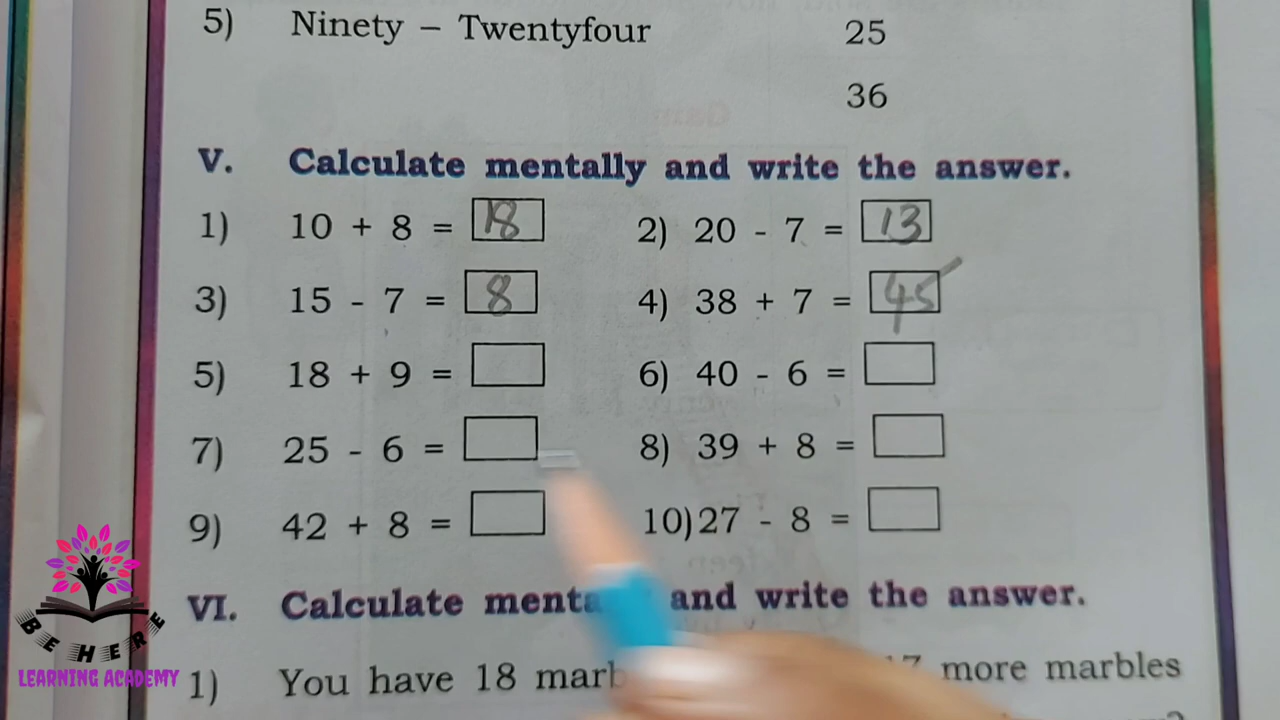 5) Ninety – Twentyfour 25
36
V. Calculate mentally and write the answer.
1) 10 + 8 = 18 2) 20 - 7 = 13
3) 15 - 7 = 8 4) 38 + 7 = 45
5) 18 + 9 = 6) 40 - 6 =
7) 25 - 6 = 8) 39 + 8 =
9) 42 + 8 = 10) 27 - 8 =
VI. Calculate and write the answer.
1) You have 18 more marbles
BE HERE
LEARNING ACADEMY